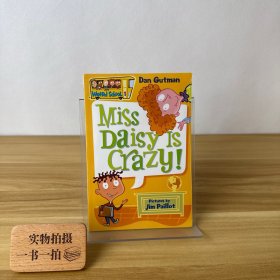 My Weird School
Dan Gutman
Miss
Daisy Is
Crazy!
Pictures by
Jim Paillot
实物拍摄
一书一拍